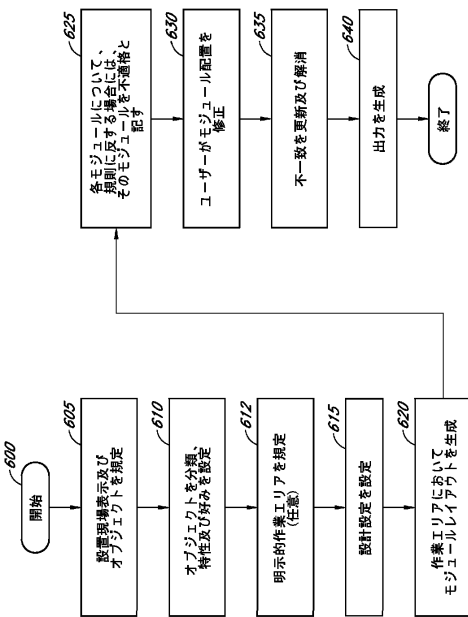 600
開始
605
設置現場表示及び
オブジェクトを規定
610
オブジェクトを分類、
特性及び好みを設定
612
明示的作業エリアを規定
(任意)
615
設計設定を設定
620
作業エリアにおいて
モジュールレイアウトを生成
625
各モジュールについて、
規則に反する場合には、
そのモジュールを不適格と
記す
630
ユーザーがモジュール配置を
修正
635
不一致を更新及び解消
640
出力を生成
終了